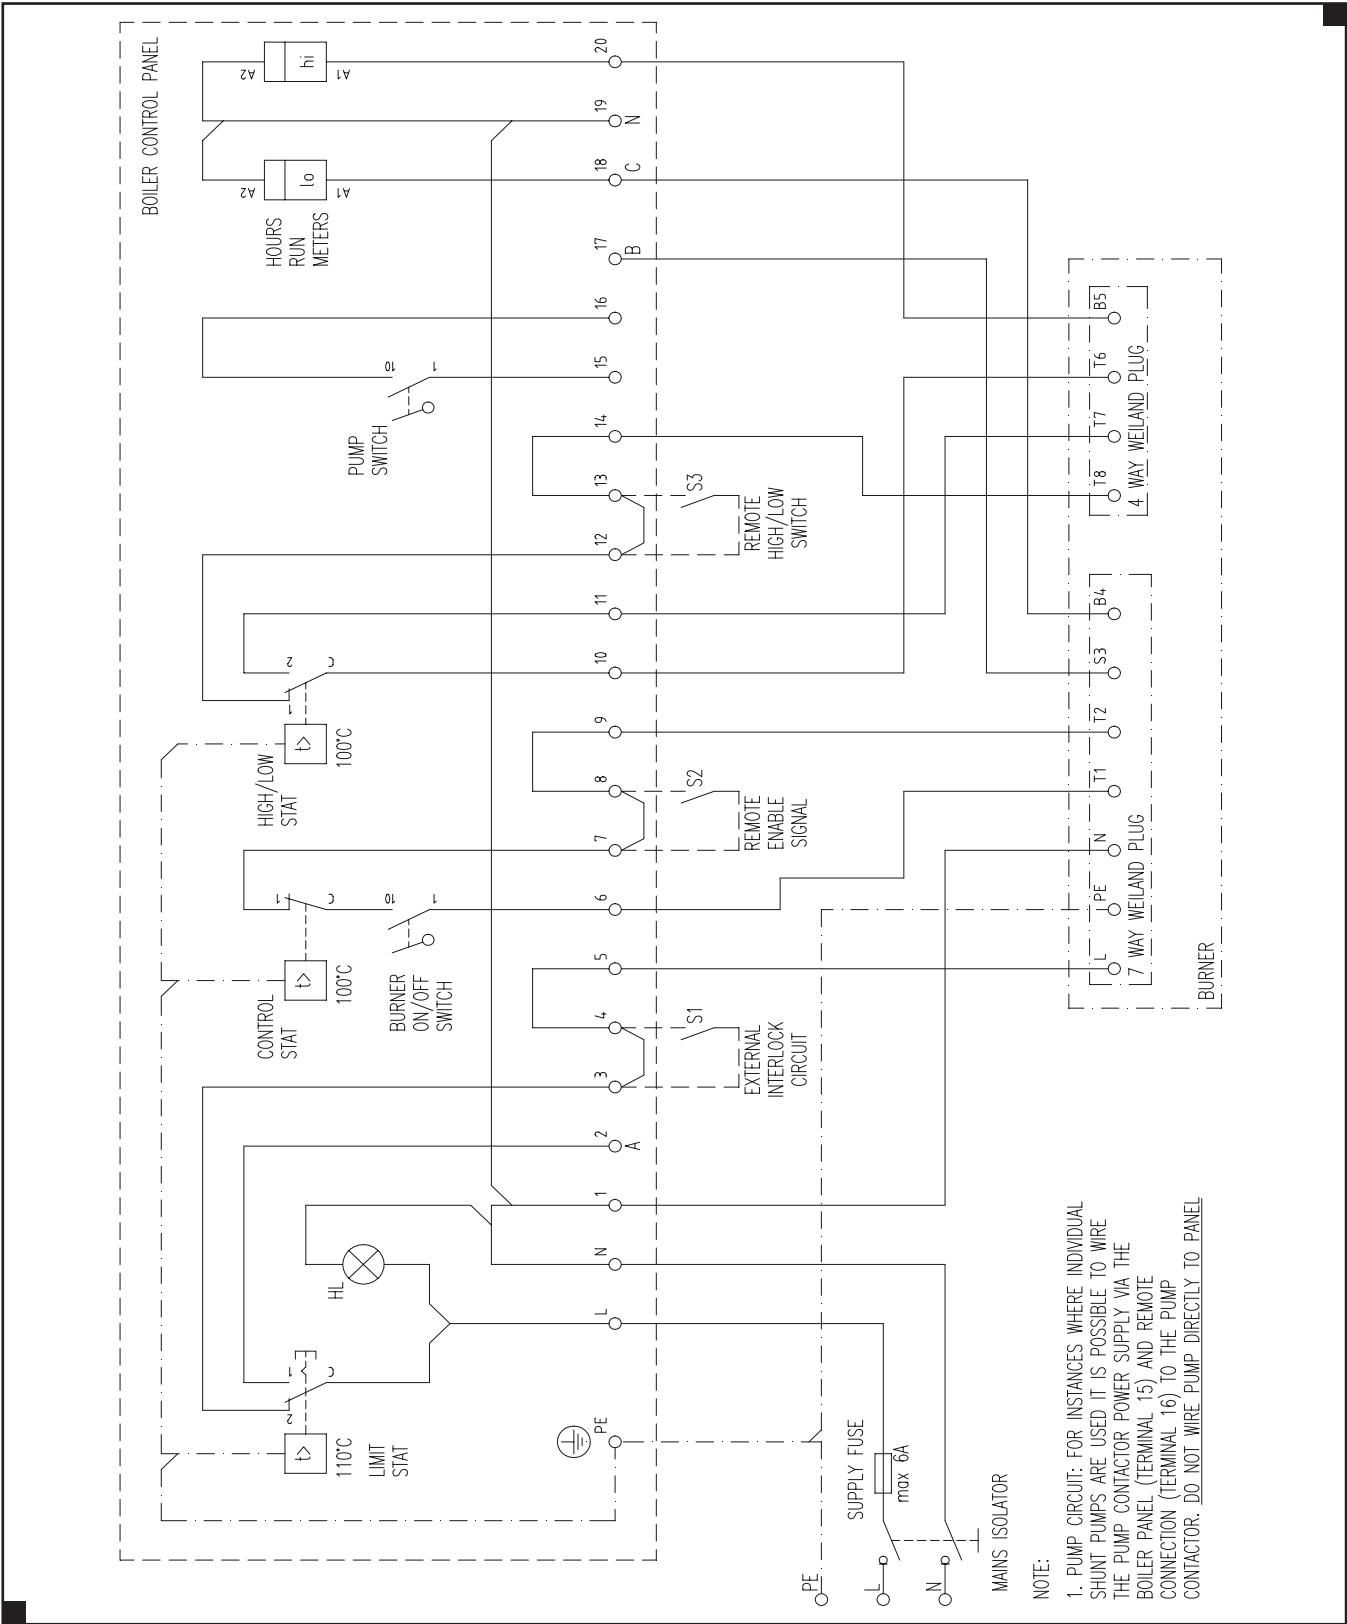 BOILER CONTROL PANEL
A2
hi
A1
A2
lo
A1
HOURS
RUN
METERS
20
19
N
18
C
17
B
16
15
14
13
12
11
10
9
8
7
6
5
4
3
2
A
1
N
L
PE
10
1
PUMP
SWITCH
S3
REMOTE
HIGH/LOW
SWITCH
2
C
1
t>
100°C
HIGH/LOW
STAT
S2
REMOTE
ENABLE
SIGNAL
1
C
10
1
t>
100°C
CONTROL
STAT
BURNER
ON/OFF
SWITCH
S1
EXTERNAL
INTERLOCK
CIRCUIT
HL
1
C
2
t>
110°C
LIMIT
STAT
B5
T6
T7
T8
4 WAY WEILAND PLUG
B4
S3
T2
T1
N
PE
L
7 WAY WEILAND PLUG
BURNER
SUPPLY FUSE
max 6A
PE
L
N
MAINS ISOLATOR
NOTE:
1. PUMP CIRCUIT: FOR INSTANCES WHERE INDIVIDUAL
SHUNT PUMPS ARE USED IT IS POSSIBLE TO WIRE
THE PUMP CONTACTOR POWER SUPPLY VIA THE
BOILER PANEL (TERMINAL 15) AND REMOTE
CONNECTION (TERMINAL 16) TO THE PUMP
CONTACTOR. DO NOT WIRE PUMP DIRECTLY TO PANEL